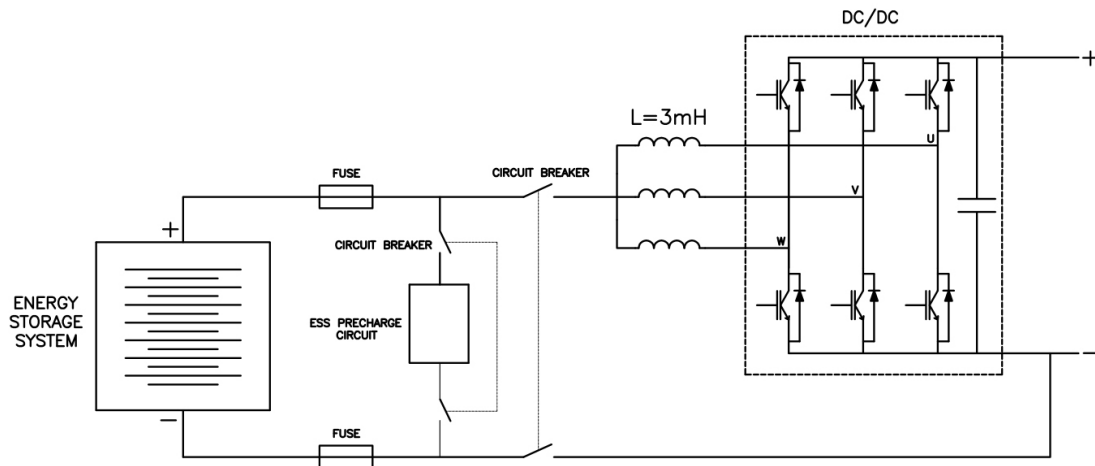 DC/DC
+
L=3mH
U
FUSE
CIRCUIT BREAKER
V
+
CIRCUIT BREAKER
W
ENERGY
STORAGE
SYSTEM
ESS PRECHARGE
CIRCUIT
−
−
FUSE